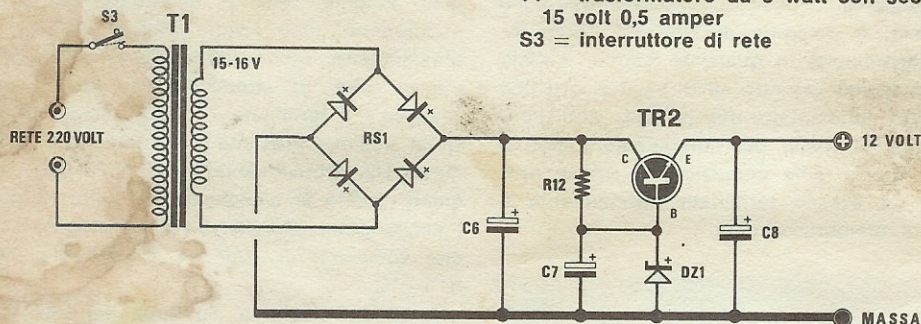 15 volt 0,5 amper
S3 = interruttore di rete
S3
T1
15-16 V
RETE 220 VOLT
RS1
TR2
C
E
B
12 VOLT
R12
C6
C7
DZ1
C8
MASSA